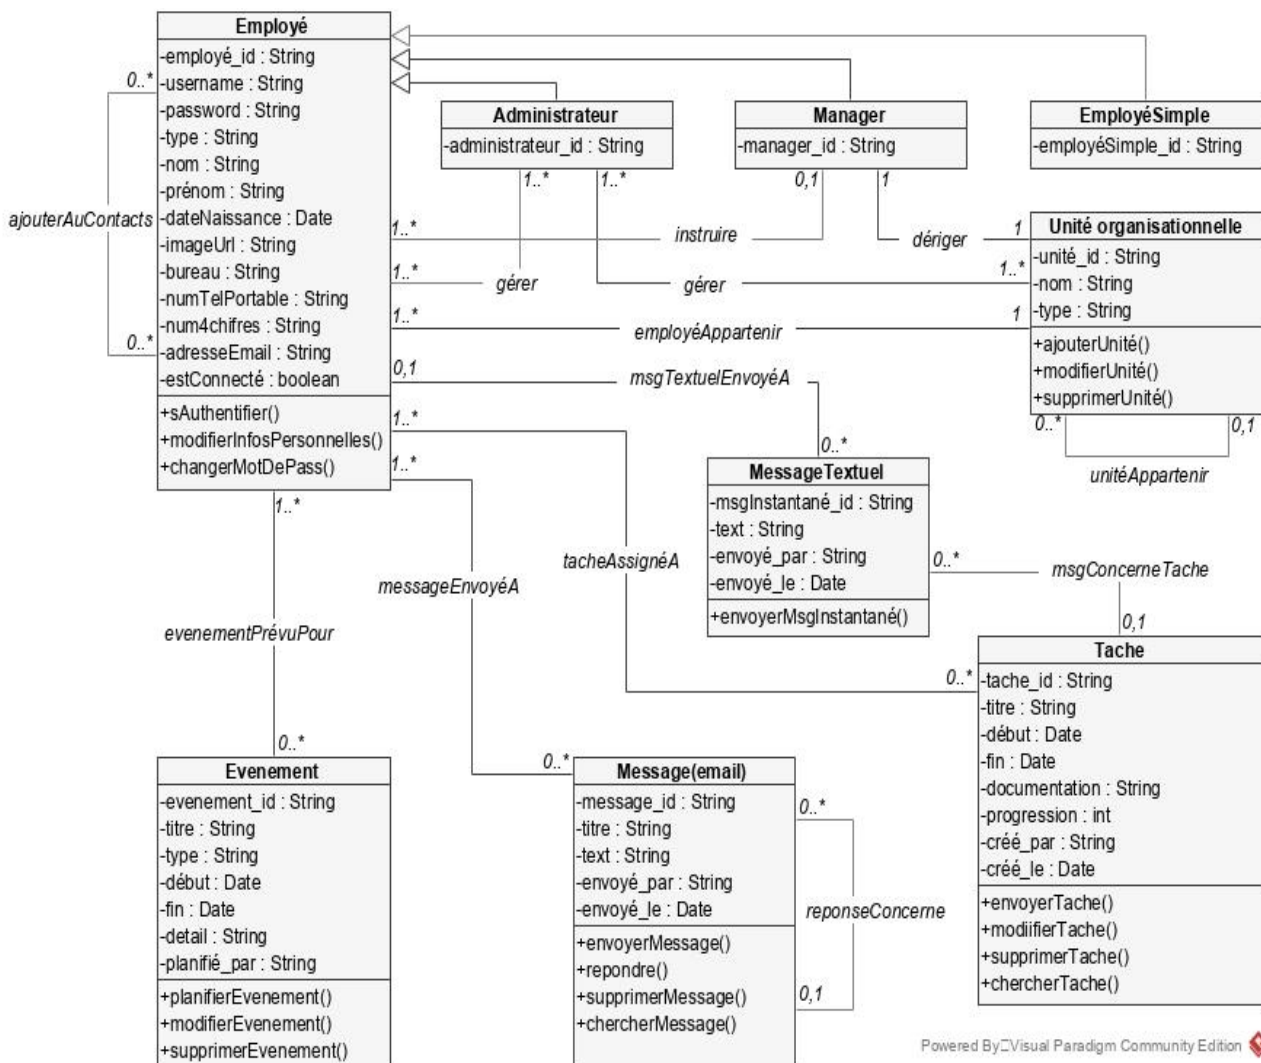 Employé
-employé_id : String
-username : String
-password : String
-type : String
-nom : String
-prénom : String
-dateNaissance : Date
-imageUrl : String
-bureau : String
-numTelPortable : String
-num4chifres : String
-adresseEmail : String
-estConnecté : boolean
+sAuthentifier()
+modifierInfosPersonnelles()
+changerMotDePass()
0..*
ajouterAuContacts
0..*
Administrateur
-administrateur_id : String
Manager
-manager_id : String
EmployéSimple
-employéSimple_id : String
1..*
1..*
0,1
1
1..*
instruire
dériger
1
1..*
gérer
gérer
1..*
1..*
employéAppartenir
1
Unité organisationnelle
-unité_id : String
-nom : String
-type : String
+ajouterUnité()
+modifierUnité()
+supprimerUnité()
0..*
0,1
unitéAppartenir
0,1
msgTextuelEnvoyéA
0..*
1..*
1..*
1..*
MessageTextuel
-msgInstantané_id : String
-text : String
-envoyé_par : String
-envoyé_le : Date
+envoyerMsgInstantané()
0..*
msgConcerneTache
0,1
tacheAssignéA
messageEnvoyéA
evenementPrévuPour
0..*
0..*
0..*
Tache
-tache_id : String
-titre : String
-début : Date
-fin : Date
-documentation : String
-progression : int
-créé_par : String
-créé_le : Date
+envoyerTache()
+modiifierTache()
+supprimerTache()
+chercherTache()
Evenement
-evenement_id : String
-titre : String
-type : String
-début : Date
-fin : Date
-detail : String
-planifié_par : String
+planifierEvenement()
+modifierEvenement()
+supprimerEvenement()
Message(email)
-message_id : String
-titre : String
-text : String
-envoyé_par : String
-envoyé_le : Date
+envoyerMessage()
+repondre()
+supprimerMessage()
+chercherMessage()
0..*
reponseConcerne
0,1
Powered By Visual Paradigm Community Edition